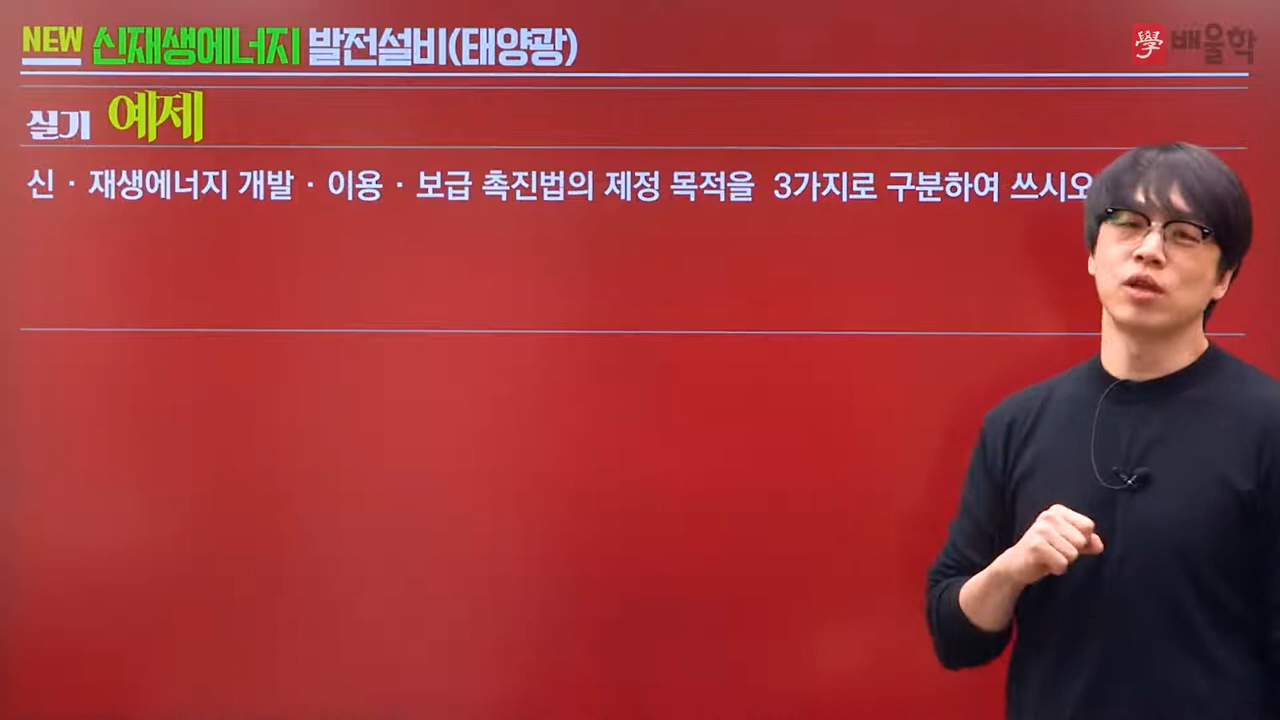 NEW 신재생에너지 발전설비(태양광)
學 배울학
실기 예제
신 · 재생에너지 개발 · 이용 · 보급 촉진법의 제정 목적을 3가지로 구분하여 쓰시오